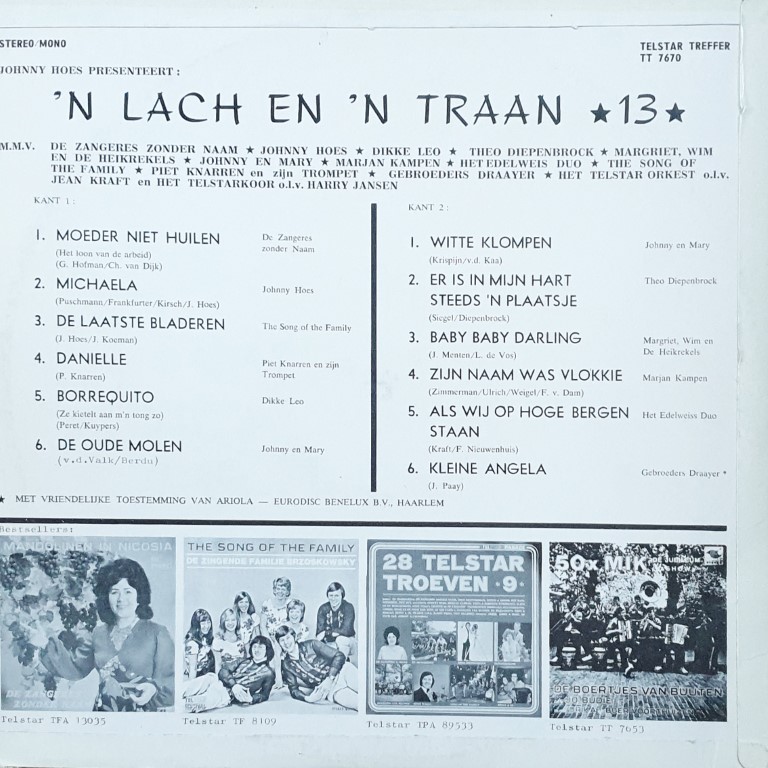 STEREO/MONO
TELSTAR TREFFER
TT 7670
JOHNNY HOES PRESENTEERT:
'N LACH EN 'N TRAAN ★13★
M.M.V. DE ZANGERES ZONDER NAAM ★ JOHNNY HOES ★ DIKKE LEO ★ THEO DIEPENBROCK ★ MARGRIET, WIM
EN DE HEIKREKELS ★ JOHNNY EN MARY ★ MARJAN KAMPEN ★ HET EDELWEIS DUO ★ THE SONG OF
THE FAMILY ★ PIET KNARREN en zijn TROMPET ★ GEBROEDERS DRAAYER ★ HET TELSTAR ORKEST o.l.v.
JEAN KRAFT en HET TELSTARKOOR o.l.v. HARRY JANSEN
KANT 1:
1. MOEDER NIET HUILEN De Zangeres
zonder Naam
(Het loon van de arbeid)
(G. Hofman/Ch. van Dijk)
2. MICHAELA Johnny Hoes
(Puschmann/Frankfurter/Kirsch/J. Hoes)
3. DE LAATSTE BLADEREN The Song of the Family
(J. Hoes/J. Koeman)
4. DANIELLE Piet Knarren en zijn
Trompet
(P. Knarren)
5. BORREQUITO Dikke Leo
(Ze kietelt aan m'n tong zo)
(Peret/Kuypers)
6. DE OUDE MOLEN Johnny en Mary
(v.d.Valk/Berdu)
KANT 2:
1. WITTE KLOMPEN Johnny en Mary
(Krispijn/v.d. Kaa)
2. ER IS IN MIJN HART Theo Diepenbrock
STEEDS 'N PLAATSJE
(Siegel/Diepenbrock)
3. BABY BABY DARLING Margriet, Wim en
De Heikrekels
(J. Menten/L. de Vos)
4. ZIJN NAAM WAS VLOKKIE Marjan Kampen
(Zimmerman/Ulrich/Weigel/F. v. Dam)
5. ALS WIJ OP HOGE BERGEN Het Edelweiss Duo
STAAN
(Kraft/F. Nieuwenhuis)
6. KLEINE ANGELA Gebroeders Draayer *
(J. Paay)
★ MET VRIENDELIJKE TOESTEMMING VAN ARIOLA — EURODISC BENELUX B.V., HAARLEM
Bestsellers:
MANDOLINEN IN NICOSIA
DE ZANGERES
ZONDER NAAM
THE SONG OF THE FAMILY
DE ZINGENDE FAMILIE BRZOSKOWSKY
28 TELSTAR
TROEVEN ·9·
50x MIK
DE JUBILEUM
SHOW
DE BOERTJES VAN BUUTEN
Telstar TFA 13035
Telstar TF 8109
Telstar TPA 89533
Telstar TT 7653